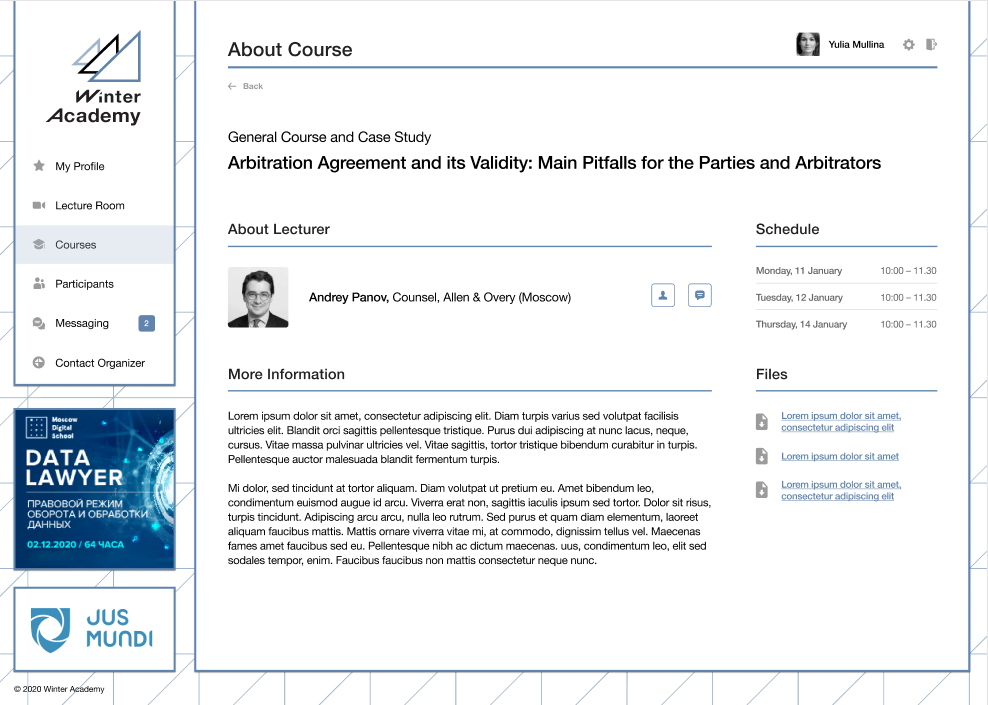 Winter
Academy
My Profile
Lecture Room
Courses
Participants
Messaging 2
Contact Organizer
Moscow
Digital
School
DATA
LAWYER
ПРАВОВОЙ РЕЖИМ
ОБОРОТА И ОБРАБОТКИ
ДАННЫХ
02.12.2020 / 64 ЧАСА
JUS
MUNDI
© 2020 Winter Academy
About Course
Yulia Mullina
Back
General Course and Case Study
Arbitration Agreement and its Validity: Main Pitfalls for the Parties and Arbitrators
About Lecturer
Andrey Panov, Counsel, Allen & Overy (Moscow)
Schedule
Monday, 11 January 10:00 – 11.30
Tuesday, 12 January 10:00 – 11.30
Thursday, 14 January 10:00 – 11.30
More Information
Lorem ipsum dolor sit amet, consectetur adipiscing elit. Diam turpis varius sed volutpat facilisis
ultricies elit. Blandit orci sagittis pellentesque tristique. Purus dui adipiscing at nunc lacus, neque,
cursus. Vitae massa pulvinar ultricies vel. Vitae sagittis, tortor tristique bibendum curabitur in turpis.
Pellentesque auctor malesuada blandit fermentum turpis.
Mi dolor, sed tincidunt at tortor aliquam. Diam volutpat ut pretium eu. Amet bibendum leo,
condimentum euismod augue id arcu. Viverra erat non, sagittis iaculis ipsum sed tortor. Dolor sit risus,
turpis tincidunt. Adipiscing arcu arcu, nulla leo rutrum. Sed purus et quam diam elementum, laoreet
aliquam faucibus mattis. Mattis ornare viverra vitae mi, at commodo, dignissim tellus vel. Maecenas
fames amet faucibus sed eu. Pellentesque nibh ac dictum maecenas. uus, condimentum leo, elit sed
sodales tempor, enim. Faucibus faucibus non mattis consectetur neque nunc.
Files
Lorem ipsum dolor sit amet,
consectetur adipiscing elit
Lorem ipsum dolor sit amet
Lorem ipsum dolor sit amet,
consectetur adipiscing elit